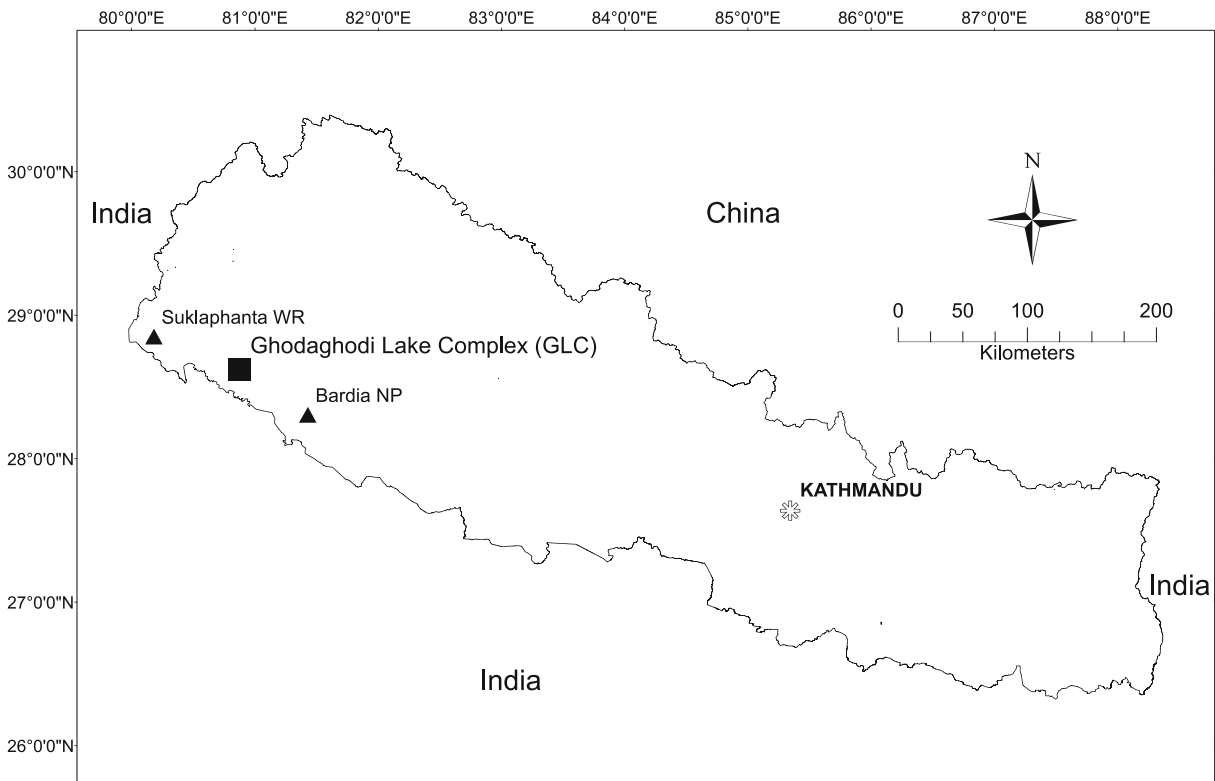 80°0'0"E 81°0'0"E 82°0'0"E 83°0'0"E 84°0'0"E 85°0'0"E 86°0'0"E 87°0'0"E 88°0'0"E
30°0'0"N
29°0'0"N
28°0'0"N
27°0'0"N
26°0'0"N
India
China
N
0 50 100 200
Kilometers
Suklaphanta WR
Ghodaghodi Lake Complex (GLC)
Bardia NP
KATHMANDU
India
India